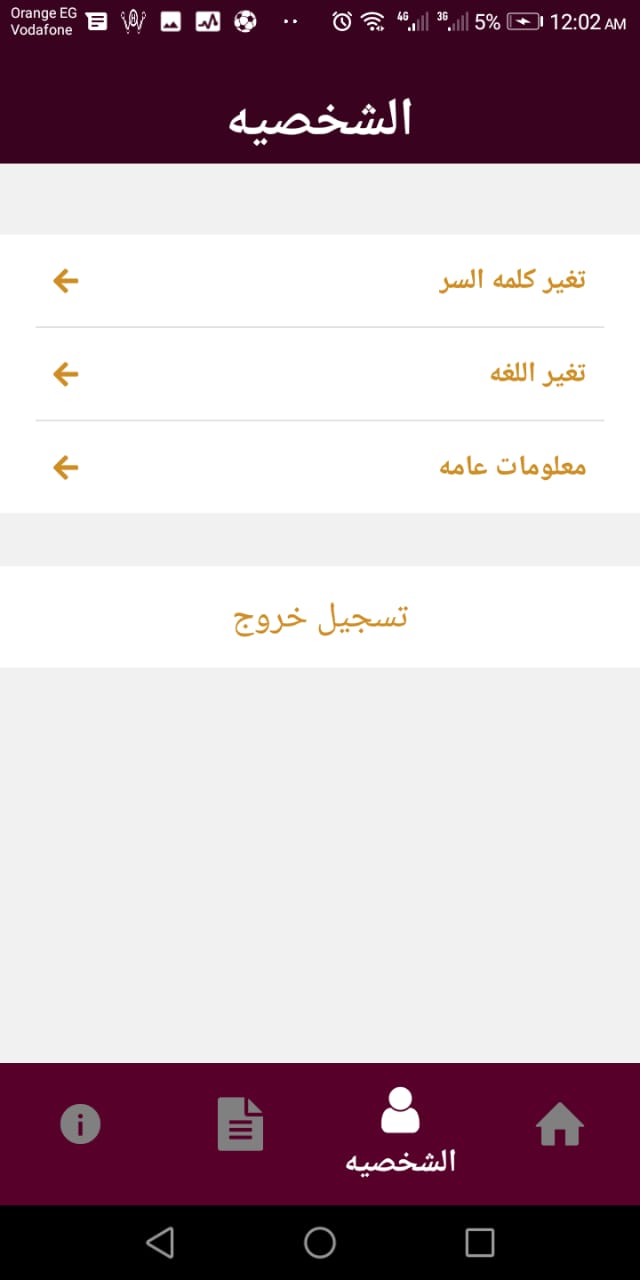 Orange EG
Vodafone
4G 3G 5% 12:02 AM
الشخصيه
تغير كلمه السر
تغير اللغه
معلومات عامه
تسجيل خروج
الشخصيه